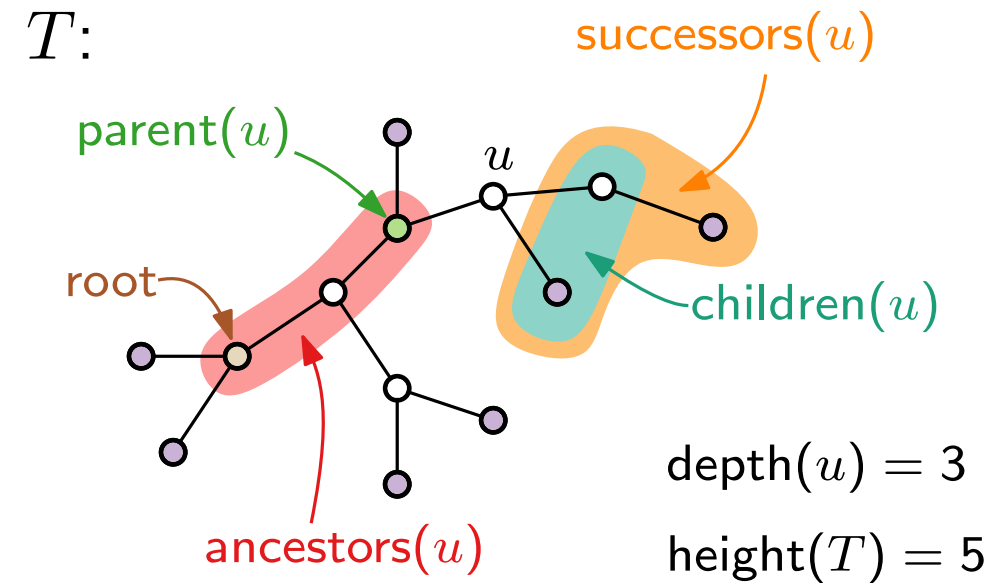 T:
successors(u)
parent(u)
u
root
children(u)
depth(u) = 3
ancestors(u)
height(T) = 5